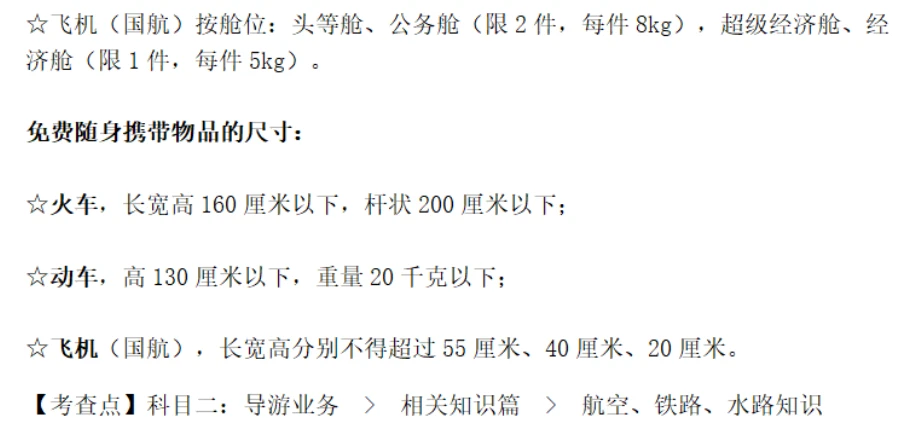 ☆飞机（国航）按舱位：头等舱、公务舱（限 2 件，每件 8kg），超级经济舱、经
济舱（限 1 件，每件 5kg）。
免费随身携带物品的尺寸：
☆火车，长宽高 160 厘米以下，杆状 200 厘米以下；
☆动车，高 130 厘米以下，重量 20 千克以下；
☆飞机（国航），长宽高分别不得超过 55 厘米、40 厘米、20 厘米。
【考查点】科目二：导游业务 > 相关知识篇 > 航空、铁路、水路知识